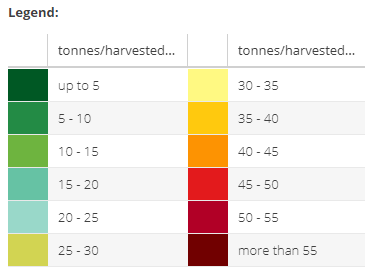 Legend:
tonnes/harvested... tonnes/harvested...
up to 5 30 - 35
5 - 10 35 - 40
10 - 15 40 - 45
15 - 20 45 - 50
20 - 25 50 - 55
25 - 30 more than 55